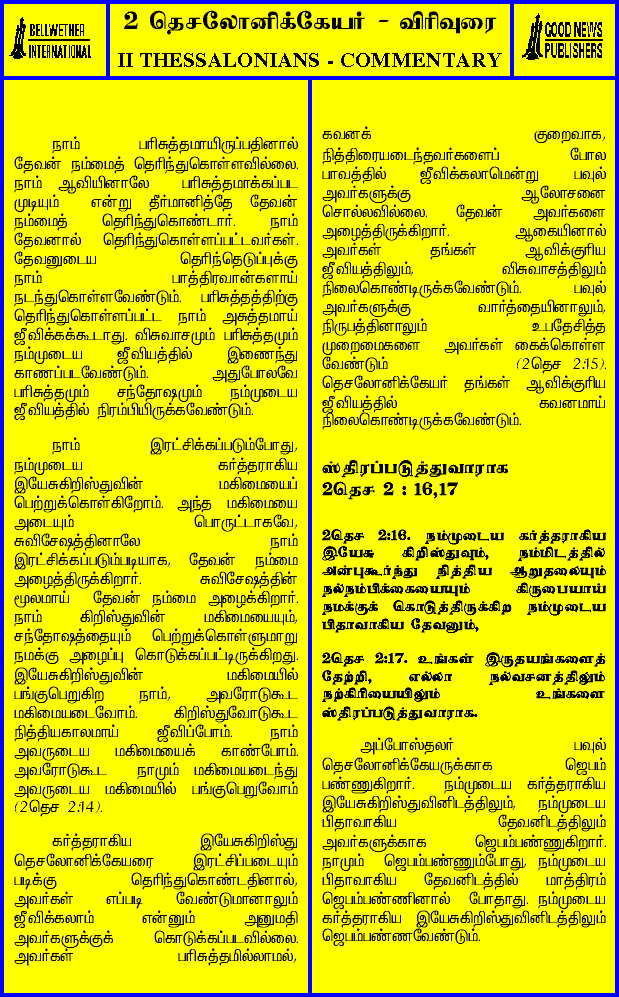 BELLWETHER
INTERNATIONAL
2 தெசலோனிக்கேயர் - விரிவுரை
II THESSALONIANS - COMMENTARY
GOOD NEWS
PUBLISHERS
நாம் பரிசுத்தமாயிருப்பதினால்
தேவன் நம்மைத் தெரிந்துகொள்ளவில்லை.
நாம் ஆவியினாலே பரிசுத்தமாக்கப்பட
முடியும் என்று தீர்மானித்தே தேவன்
நம்மைத் தெரிந்துகொண்டார். நாம்
தேவனால் தெரிந்துகொள்ளப்பட்டவர்கள்.
தேவனுடைய தெரிந்தெடுப்புக்கு
நாம் பாத்திரவான்களாய்
நடந்துகொள்ளவேண்டும். பரிசுத்தத்திற்கு
தெரிந்துகொள்ளப்பட்ட நாம் அசுத்தமாய்
ஜீவிக்கக்கூடாது. விசுவாசமும் பரிசுத்தமும்
நம்முடைய ஜீவியத்தில் இணைந்து
காணப்படவேண்டும். அதுபோலவே
பரிசுத்தமும் சந்தோஷமும் நம்முடைய
ஜீவியத்தில் நிரம்பியிருக்கவேண்டும்.
நாம் இரட்சிக்கப்படும்போது,
நம்முடைய கர்த்தராகிய
இயேசுகிறிஸ்துவின் மகிமையைப்
பெற்றுக்கொள்கிறோம். அந்த மகிமையை
அடையும் பொருட்டாகவே,
சுவிசேஷத்தினாலே நாம்
இரட்சிக்கப்படும்படியாக, தேவன் நம்மை
அழைத்திருக்கிறார். சுவிசேஷத்தின்
மூலமாய் தேவன் நம்மை அழைக்கிறார்.
நாம் கிறிஸ்துவின் மகிமையையும்,
சந்தோஷத்தையும் பெற்றுக்கொள்ளுமாறு
நமக்கு அழைப்பு கொடுக்கப்பட்டிருக்கிறது.
இயேசுகிறிஸ்துவின் மகிமையில்
பங்குபெறுகிற நாம், அவரோடுகூட
மகிமையடைவோம். கிறிஸ்துவோடுகூட
நித்தியகாலமாய் ஜீவிப்போம். நாம்
அவருடைய மகிமையைக் காண்போம்.
அவரோடுகூட நாமும் மகிமையடைந்து
அவருடைய மகிமையில் பங்குபெறுவோம்
(2தெச 2:14).
கர்த்தராகிய இயேசுகிறிஸ்து
தெசலோனிக்கேயரை இரட்சிப்படையும்
படிக்கு தெரிந்துகொண்டதினால்,
அவர்கள் எப்படி வேண்டுமானாலும்
ஜீவிக்கலாம் என்னும் அனுமதி
அவர்களுக்குக் கொடுக்கப்படவில்லை.
அவர்கள் பரிசுத்தமில்லாமல்,
கவனக் குறைவாக,
நித்திரையடைந்தவர்களைப் போல
பாவத்தில் ஜீவிக்கலாமென்று பவுல்
அவர்களுக்கு ஆலோசனை
சொல்லவில்லை. தேவன் அவர்களை
அழைத்திருக்கிறார். ஆகையினால்
அவர்கள் தங்கள் ஆவிக்குரிய
ஜீவியத்திலும், விசுவாசத்திலும்
நிலைகொண்டிருக்கவேண்டும். பவுல்
அவர்களுக்கு வார்த்தையினாலும்,
நிருபத்தினாலும் உபதேசித்த
முறைமைகளை அவர்கள் கைக்கொள்ள
வேண்டும் (2தெச 2:15).
தெசலோனிக்கேயர் தங்கள் ஆவிக்குரிய
ஜீவியத்தில் கவனமாய்
நிலைகொண்டிருக்கவேண்டும்.
ஸ்திரப்படுத்துவாராக
2தெச 2 : 16,17
2தெச 2:16. நம்முடைய கர்த்தராகிய
இயேசு கிறிஸ்துவும், நம்மிடத்தில்
அன்புகூர்ந்து நித்திய ஆறுதலையும்
நல்நம்பிக்கையையும் கிருபையாய்
நமக்குக் கொடுத்திருக்கிற நம்முடைய
பிதாவாகிய தேவனும்,
2தெச 2:17. உங்கள் இருதயங்களைத்
தேற்றி, எல்லா நல்வசனத்திலும்
நற்கிரியையிலும் உங்களை
ஸ்திரப்படுத்துவாராக.
அப்போஸ்தலர் பவுல்
தெசலோனிக்கேயருக்காக ஜெபம்
பண்ணுகிறார். நம்முடைய கர்த்தராகிய
இயேசுகிறிஸ்துவினிடத்திலும், நம்முடைய
பிதாவாகிய தேவனிடத்திலும்
அவர்களுக்காக ஜெபம்பண்ணுகிறார்.
நாமும் ஜெபம்பண்ணும்போது, நம்முடைய
பிதாவாகிய தேவனிடத்தில் மாத்திரம்
ஜெபம்பண்ணினால் போதாது. நம்முடைய
கர்த்தராகிய இயேசுகிறிஸ்துவினிடத்திலும்
ஜெபம்பண்ணவேண்டும்.